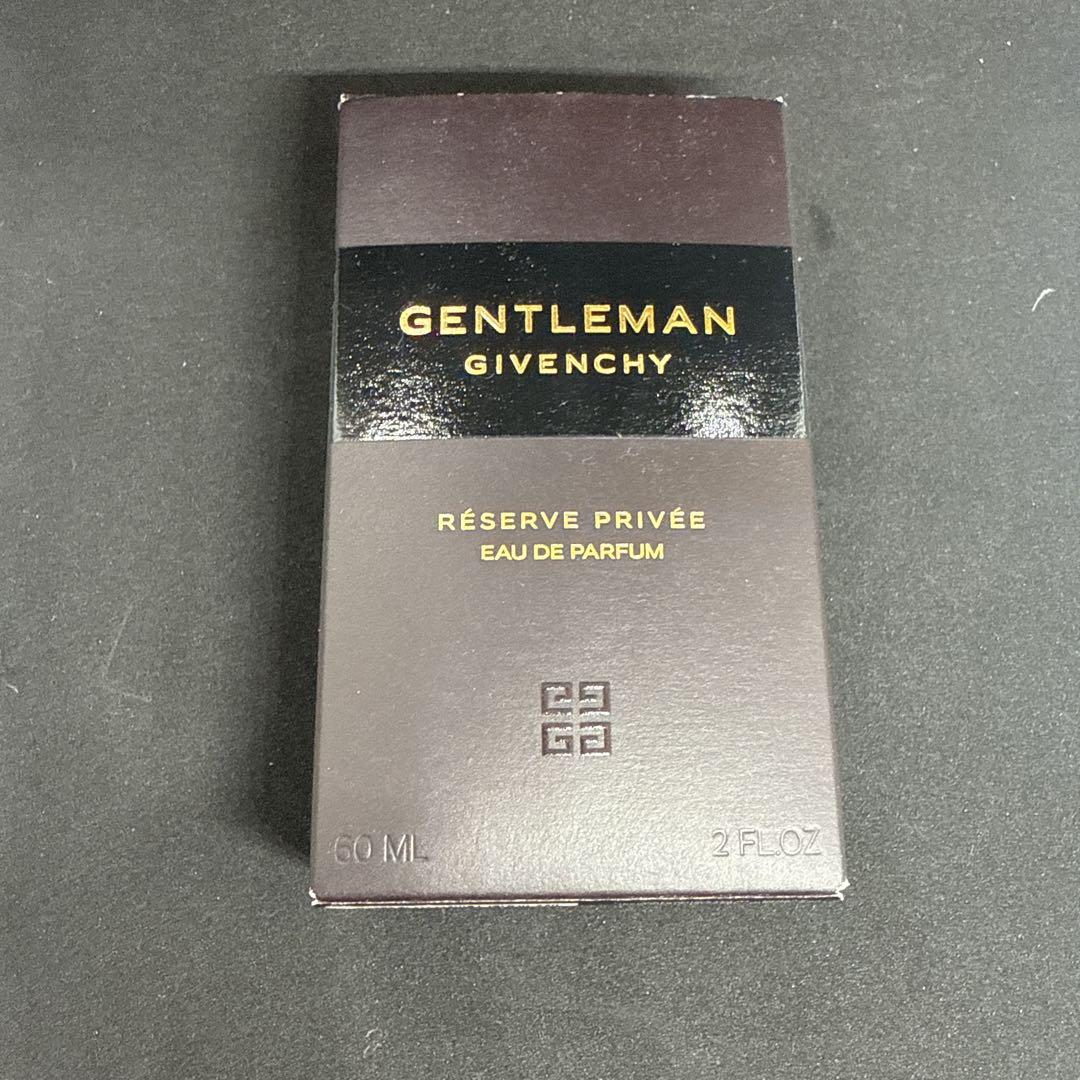 GENTLEMAN
GIVENCHY
RÉSERVE PRIVÉE
EAU DE PARFUM
60 ML 2 FL.OZ